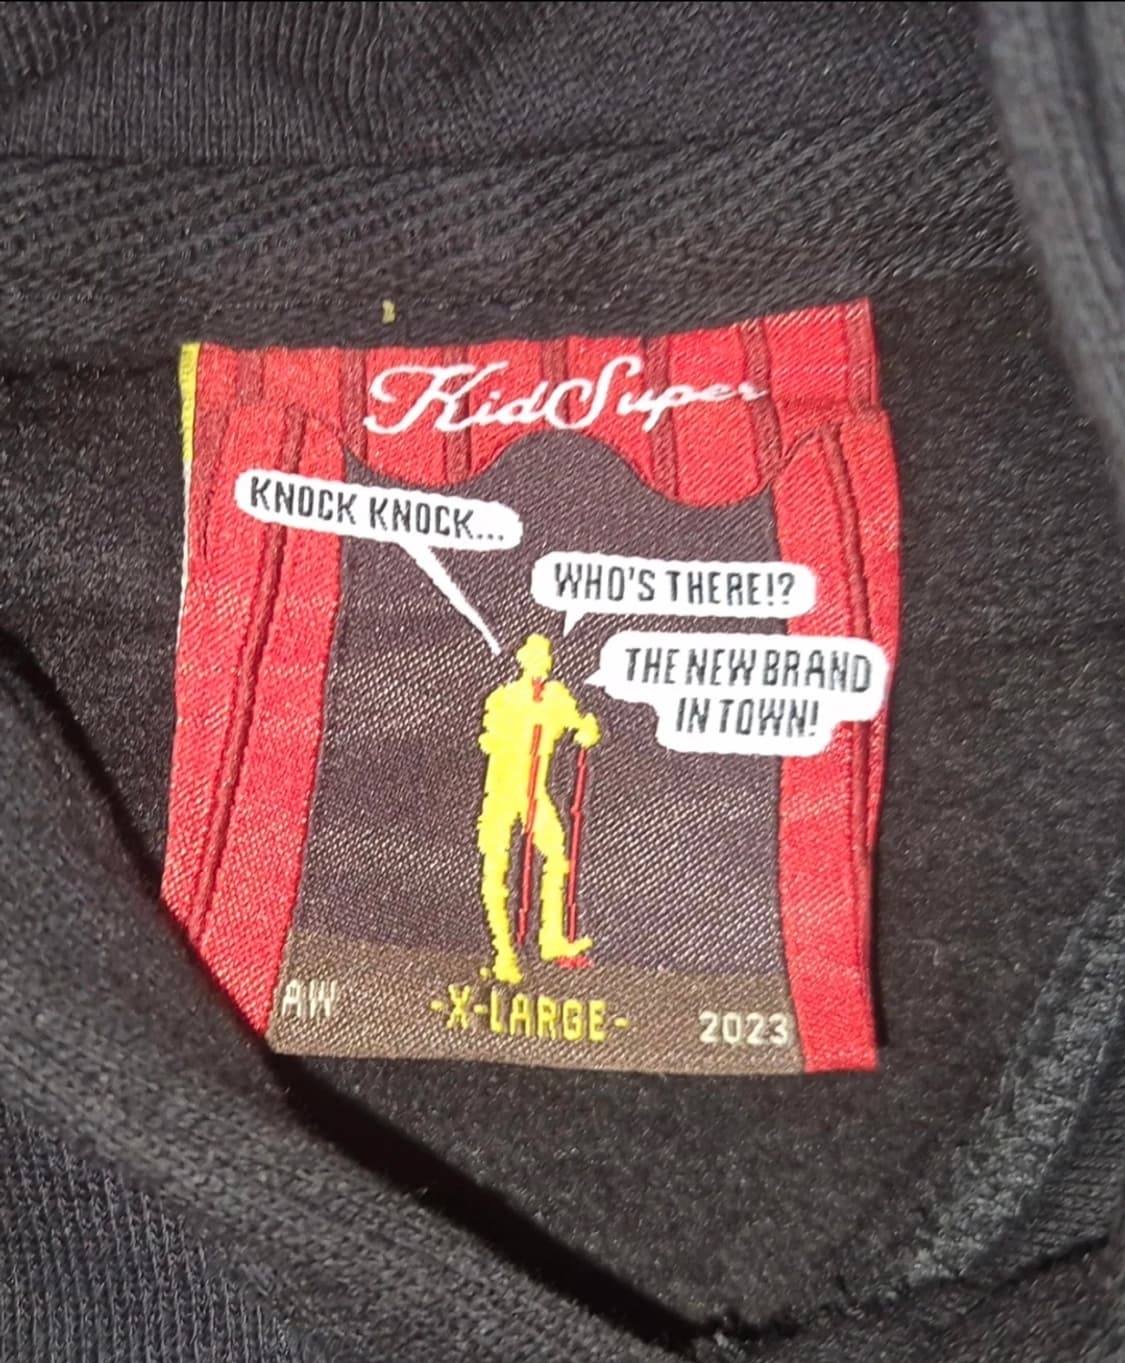 KidSuper
KNOCK KNOCK...
WHO'S THERE!?
THE NEW BRAND
IN TOWN!
AW
-X-LARGE-
2023